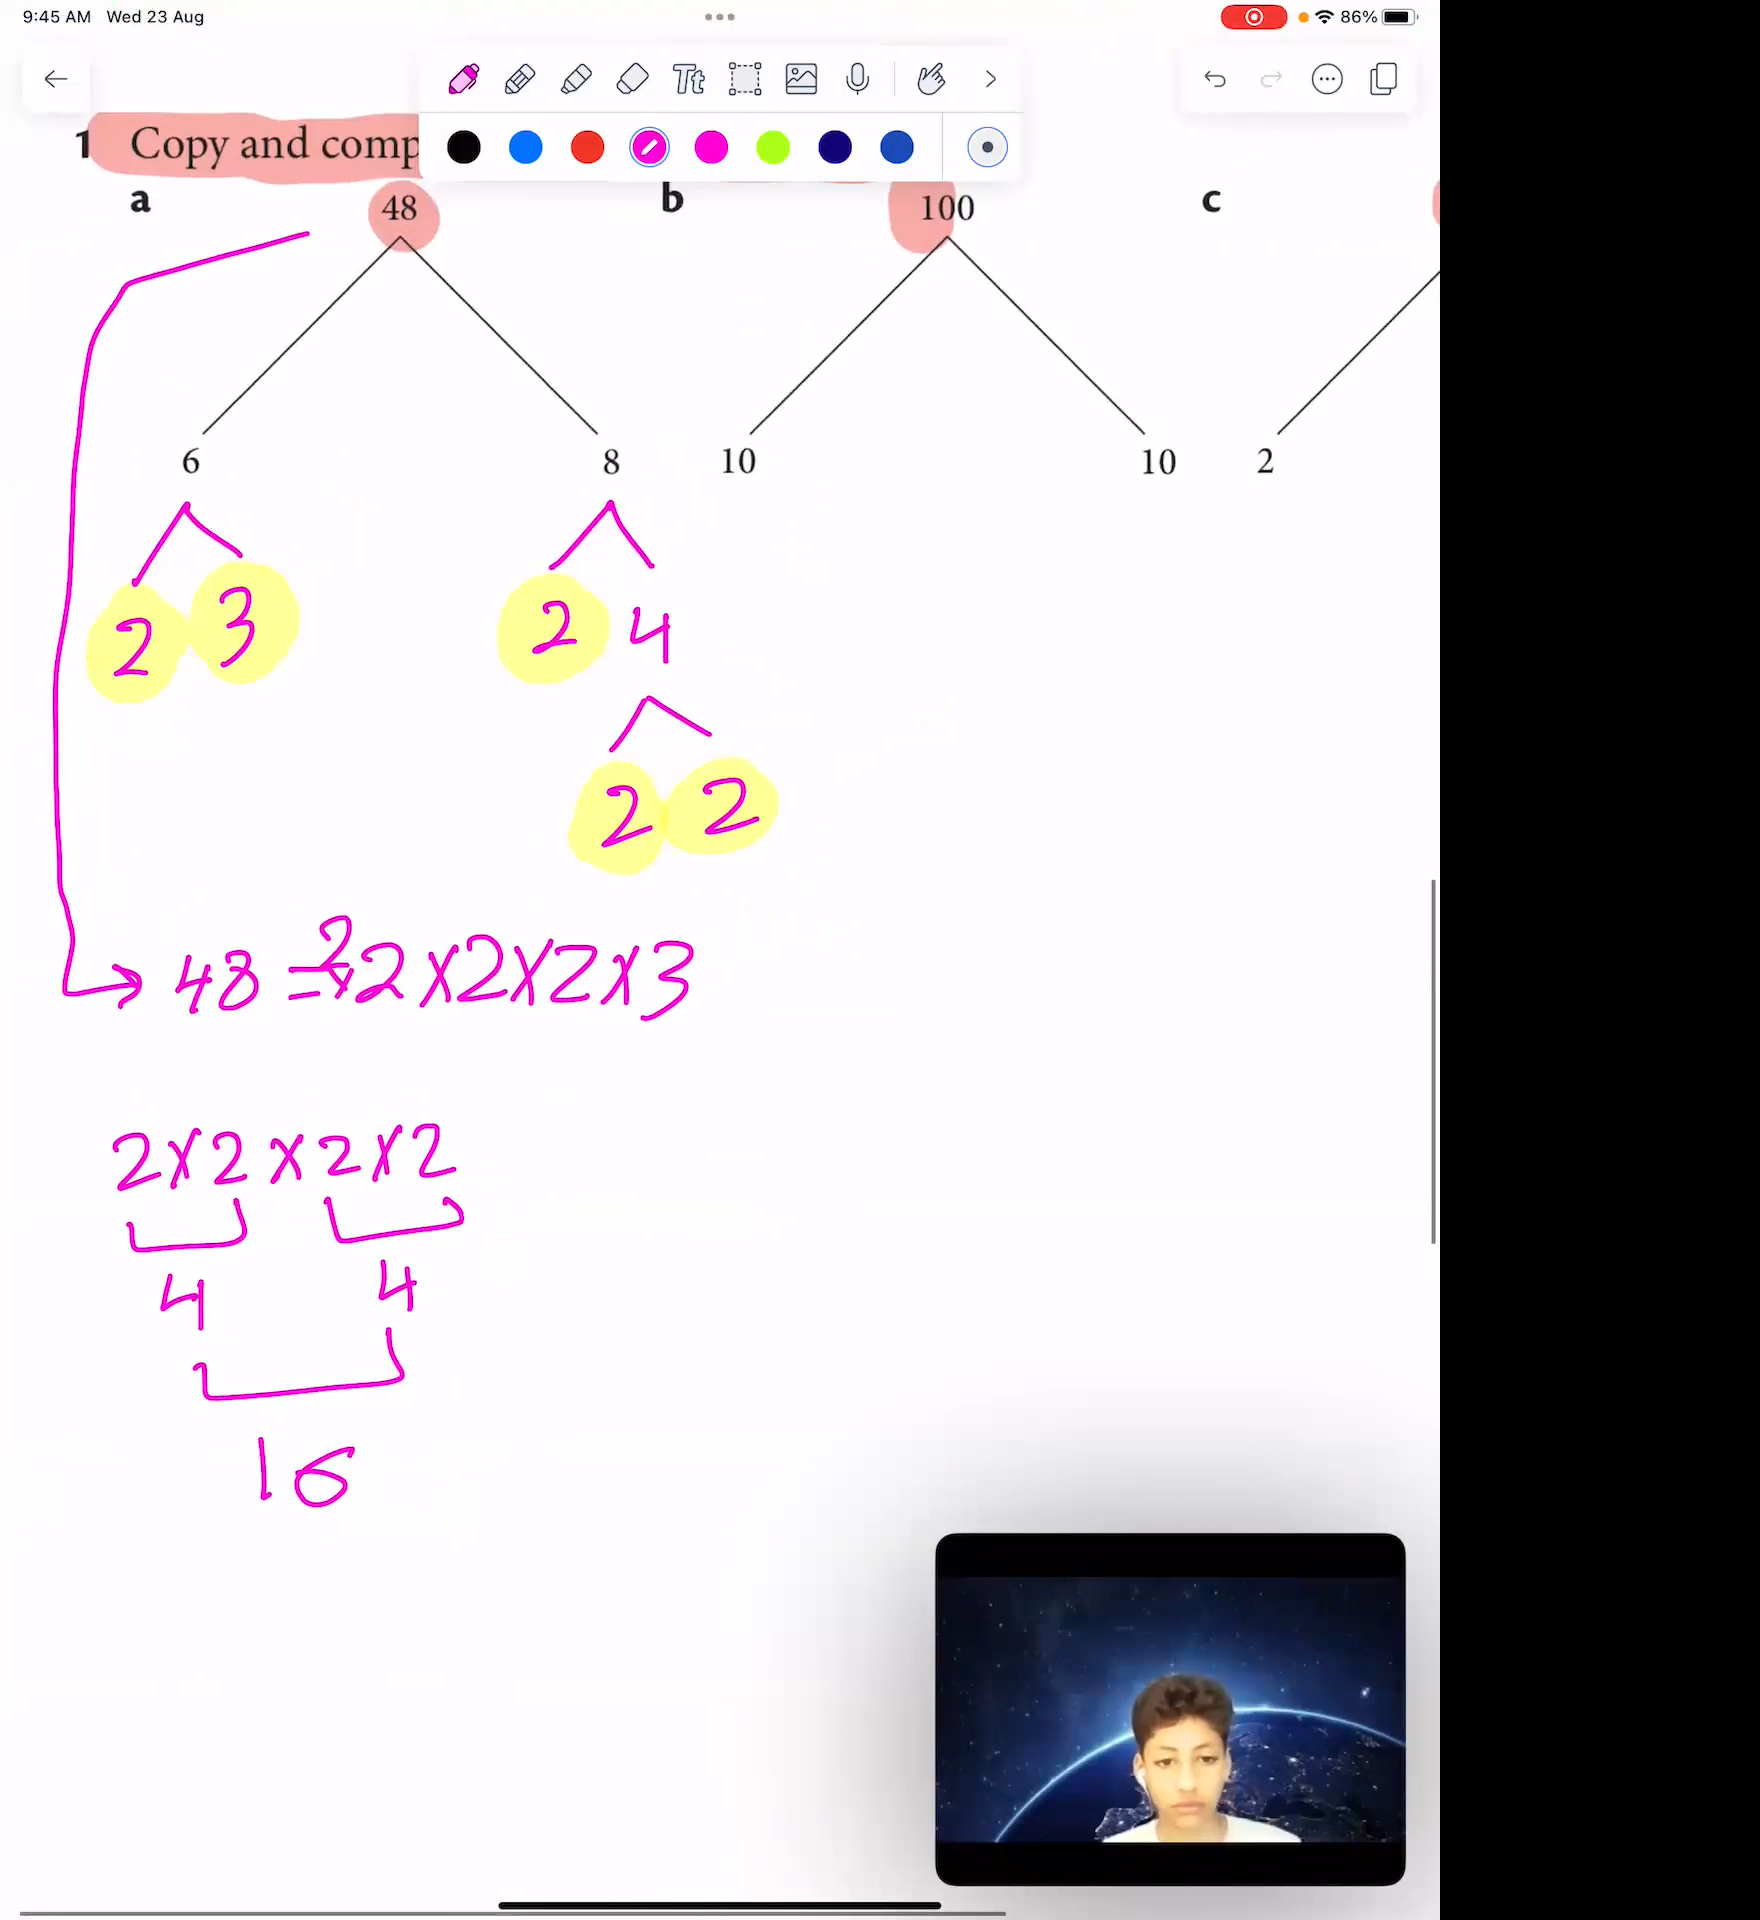 9:45 AM Wed 23 Aug
86%
Tt
1 Copy and comp
a 48 b 100 c
6 8 10 10 2
2 3 2 4
2 2
48 = 2×2×2×2×3
2×2×2×2
4 4
16